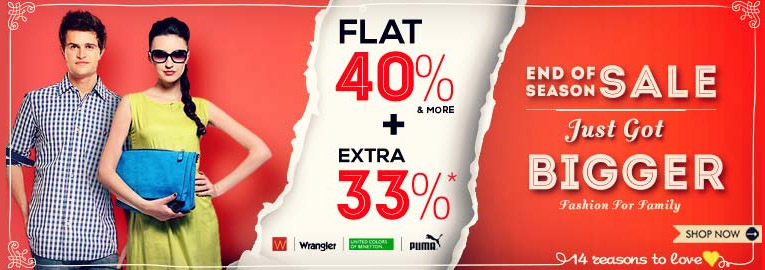 FLAT
40%
& MORE
+
EXTRA
33%*
W
Wrangler
UNITED COLORS
OF BENETTON.
PUMA
END OF
SEASON
SALE
Just Got
BIGGER
Fashion For Family
SHOP NOW
14 reasons to love